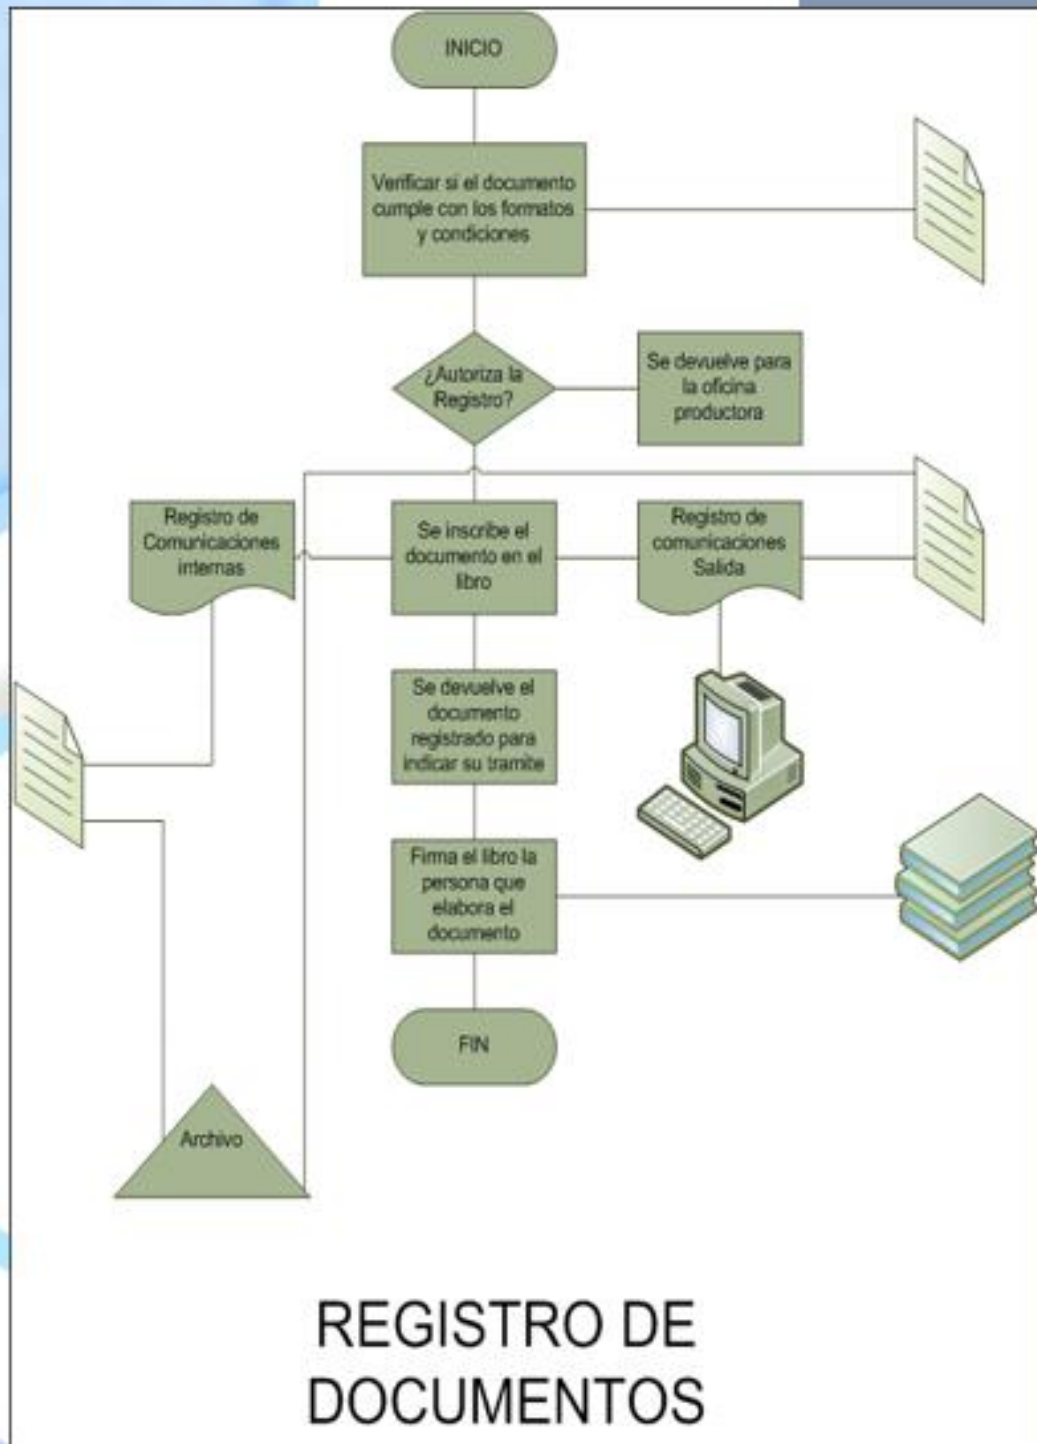 INICIO
Verificar si el documento
cumple con los formatos
y condiciones
¿Autoriza la
Registro?
Se devuelve para
la oficina
productora
Registro de
Comunicaciones
internas
Se inscribe el
documento en el
libro
Registro de
comunicaciones
Salida
Se devuelve el
documento
registrado para
indicar su tramite
Firma el libro la
persona que
elabora el
documento
FIN
Archivo
REGISTRO DE
DOCUMENTOS